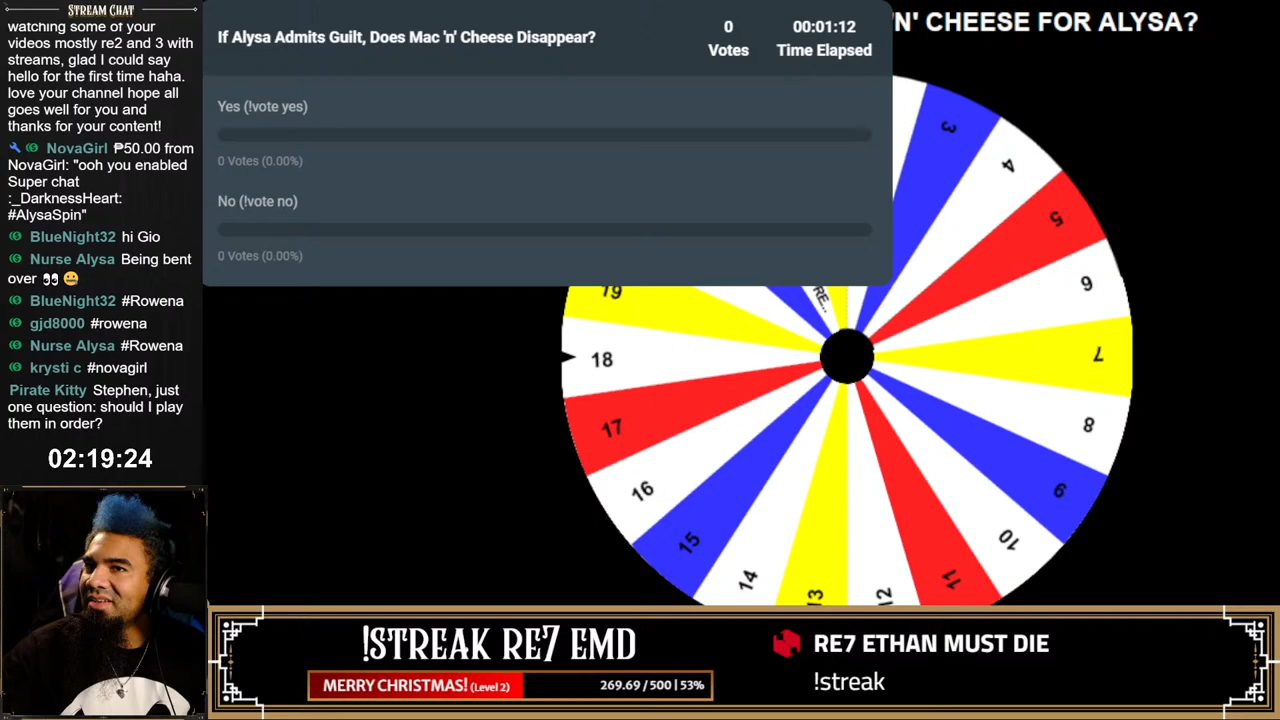 STREAM CHAT
watching some of your
videos mostly re2 and 3 with
streams, glad I could say
hello for the first time haha.
love your channel hope all
goes well for you and
thanks for your content!
NovaGirl ₱50.00 from
NovaGirl: "ooh you enabled
Super chat
:_DarknessHeart:
#AlysaSpin"
BlueNight32 hi Gio
Nurse Alysa Being bent
over 👀 🤐
BlueNight32 #Rowena
gjd8000 #rowena
Nurse Alysa #Rowena
krysti c #novagirl
Pirate Kitty Stephen, just
one question: should I play
them in order?
02:19:24
If Alysa Admits Guilt, Does Mac 'n' Cheese Disappear?
0
Votes
00:01:12
Time Elapsed
Yes (!vote yes)
0 Votes (0.00%)
No (!vote no)
0 Votes (0.00%)
'N' CHEESE FOR ALYSA?
3
4
5
6
7
8
9
10
11
12
13
14
15
16
17
18
19
RE...
!STREAK RE7 EMD
MERRY CHRISTMAS! (Level 2)
269.69 / 500 | 53%
RE7 ETHAN MUST DIE
!streak